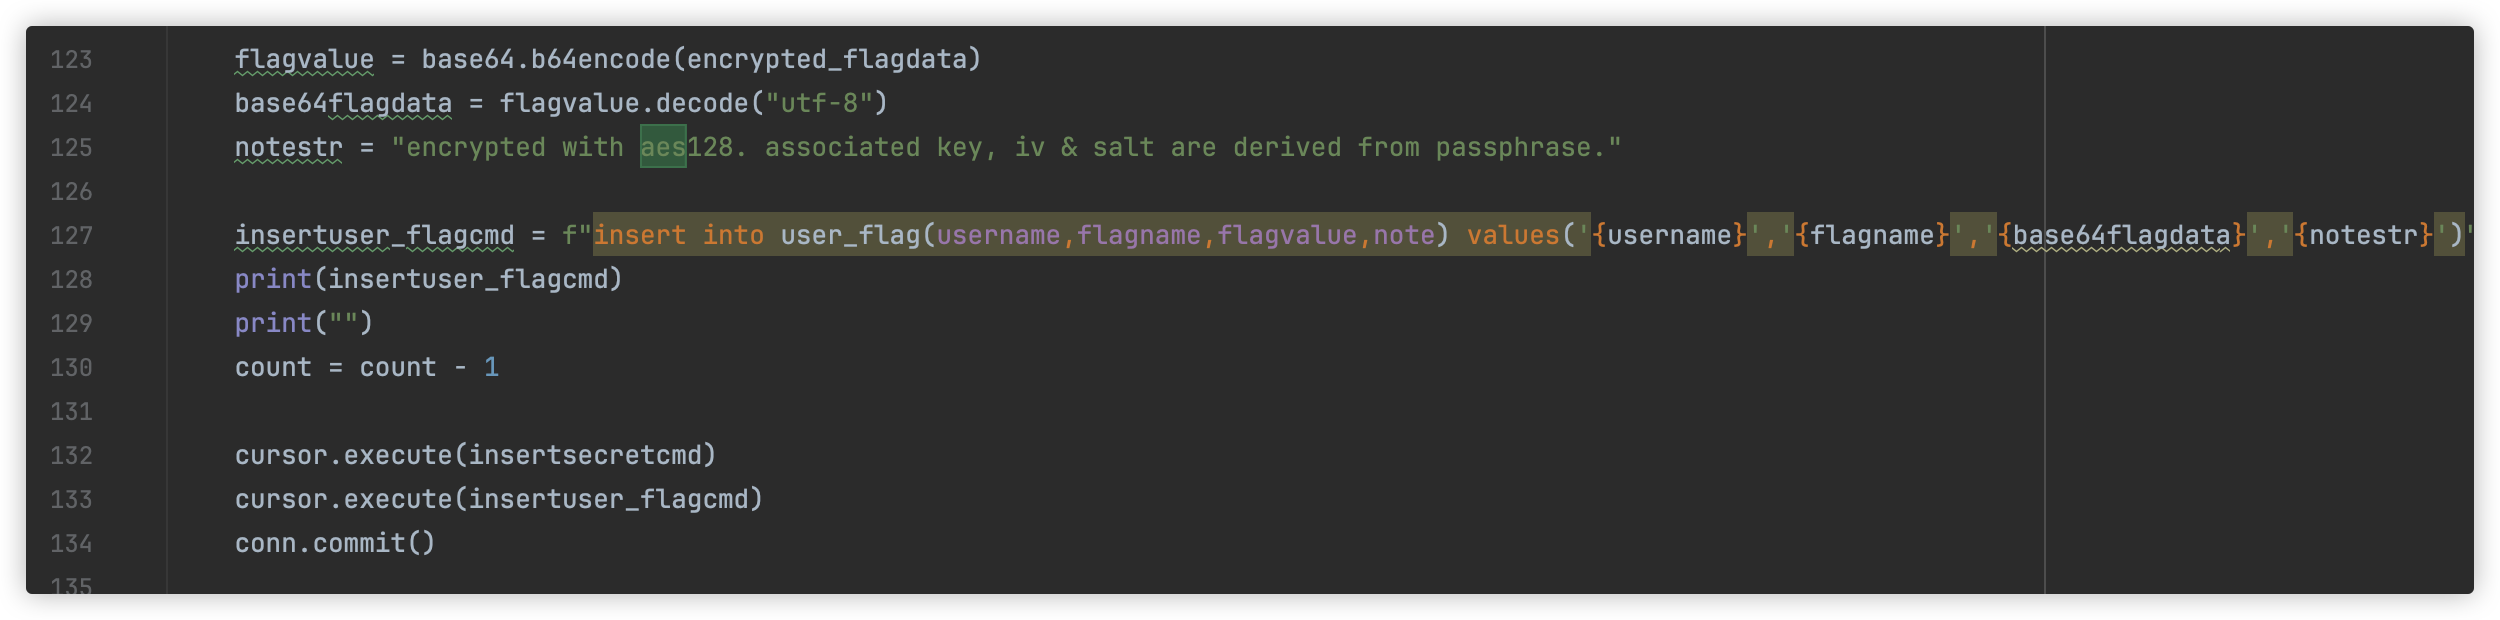 123 flagvalue = base64.b64encode(encrypted_flagdata)
124 base64flagdata = flagvalue.decode("utf-8")
125 notestr = "encrypted with aes128. associated key, iv & salt are derived from passphrase."
126
127 insertuser_flagcmd = f"insert into user_flag(username,flagname,flagvalue,note) values('{username}','{flagname}','{base64flagdata}','{notestr}')"
128 print(insertuser_flagcmd)
129 print("")
130 count = count - 1
131
132 cursor.execute(insertsecretcmd)
133 cursor.execute(insertuser_flagcmd)
134 conn.commit()
135